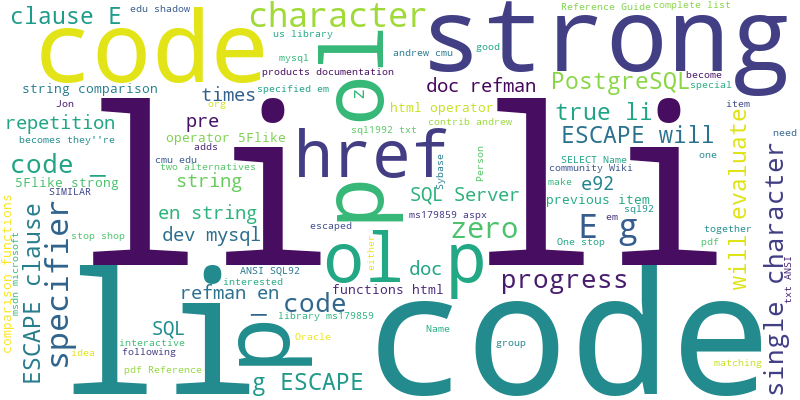 clause E
edu shadow
character
Reference Guide
complete list
code
us library
strong
mysql
andrew cmu
good
products documentation
become
string comparison
specified em
doc refman
PostgreSQL
special
Jon
times
ol
z
html operator
item
org
repetition
pre
contrib andrew
true li
operator 5Flike
sql1992 txt
ESCAPE will
need
becomes they''re
adds
href
cmu edu
two alternatives
SELECT Name
one
code _
li
Sybase
Person
community Wiki
li
5Flike strong
string
p
make
e92
SIMILAR
SQL Server
previous item
will evaluate
single character
comparison functions
ESCAPE clause
specifier
en string
ms179859 aspx
zero
E g
em
sql92
together
stop shop
dev mysql
escaped
ol
either
p
One stop
pdf
msdn microsoft
ANSI SQL92
doc
txt ANSI
li
interested
functions html
progress
refman en
_ code
p
code
SQL
library ms179859
Name
interactive
Oracle
group
idea
following
matching
pdf Reference
g ESCAPE